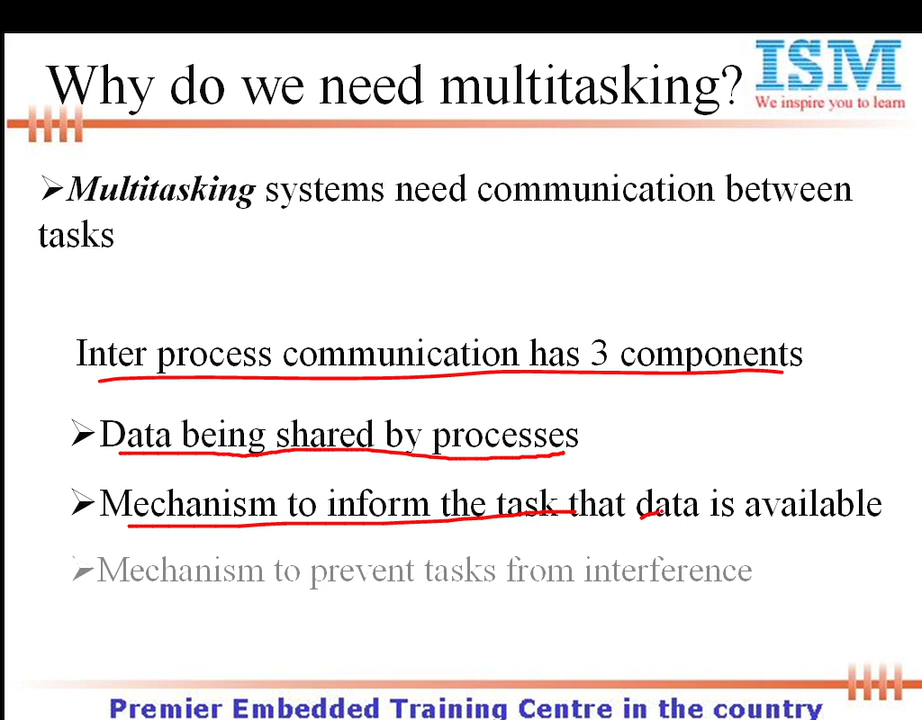 Why do we need multitasking?
ISM
We inspire you to learn
➢Multitasking systems need communication between
tasks
Inter process communication has 3 components
➢Data being shared by processes
➢Mechanism to inform the task that data is available
➢Mechanism to prevent tasks from interference
Premier Embedded Training Centre in the country